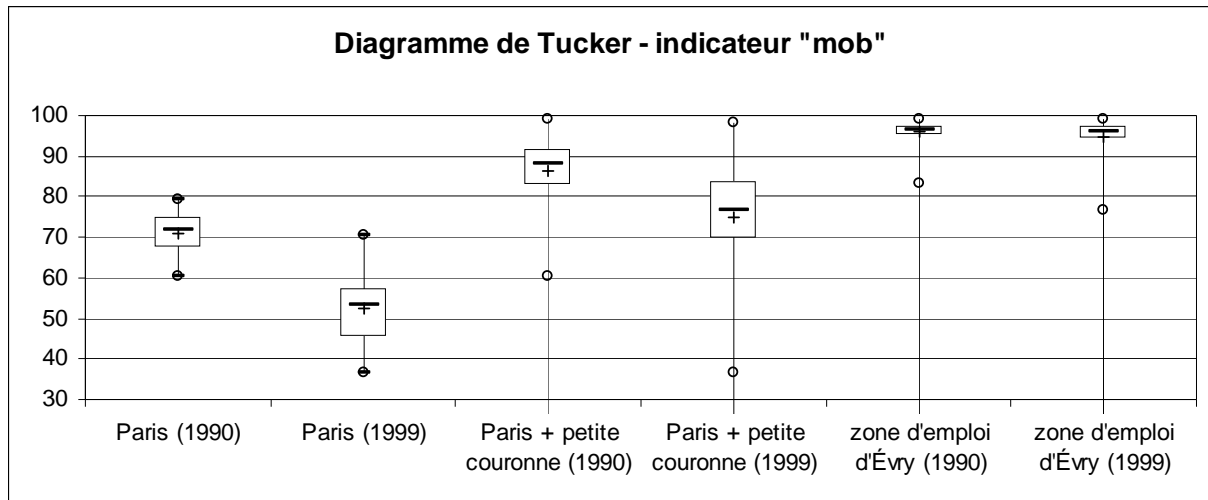 Diagramme de Tucker - indicateur "mob"
100
90
80
70
60
50
40
30
Paris (1990)
Paris (1999)
Paris + petite
couronne (1990)
Paris + petite
couronne (1999)
zone d'emploi
d'Évry (1990)
zone d'emploi
d'Évry (1999)